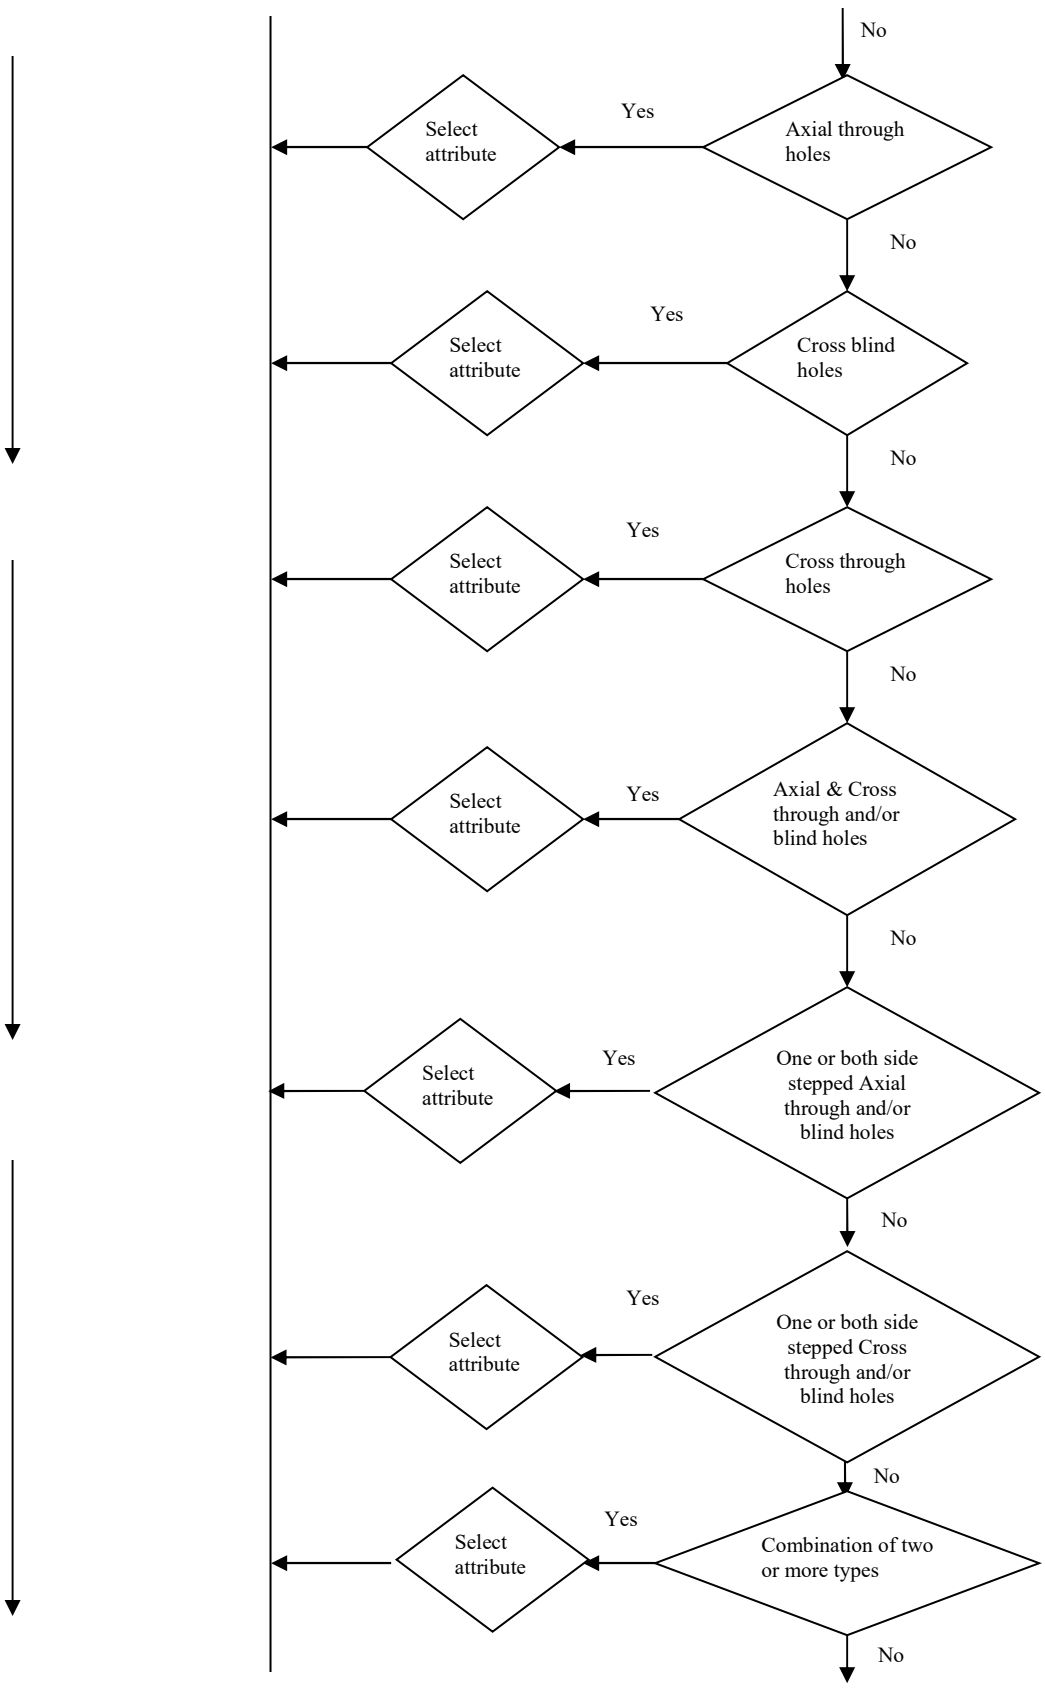 No
Yes
Select
attribute
Axial through
holes
No
Yes
Select
attribute
Cross blind
holes
No
Yes
Select
attribute
Cross through
holes
No
Yes
Select
attribute
Axial & Cross
through and/or
blind holes
No
Yes
Select
attribute
One or both side
stepped Axial
through and/or
blind holes
No
Yes
Select
attribute
One or both side
stepped Cross
through and/or
blind holes
No
Yes
Select
attribute
Combination of two
or more types
No